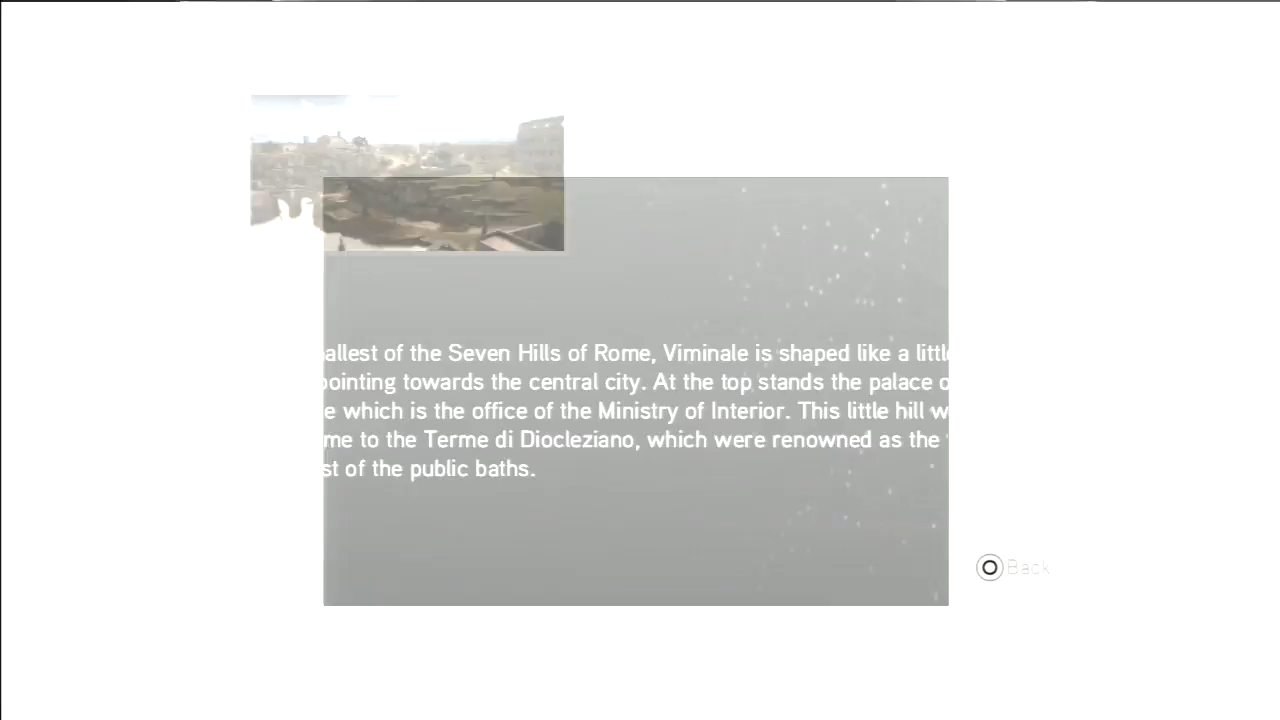 allest of the Seven Hills of Rome, Viminale is shaped like a little
pointing towards the central city. At the top stands the palace
which is the office of the Ministry of Interior. This little hill
me to the Terme di Diocleziano, which were renowned as the
st of the public baths.
Back